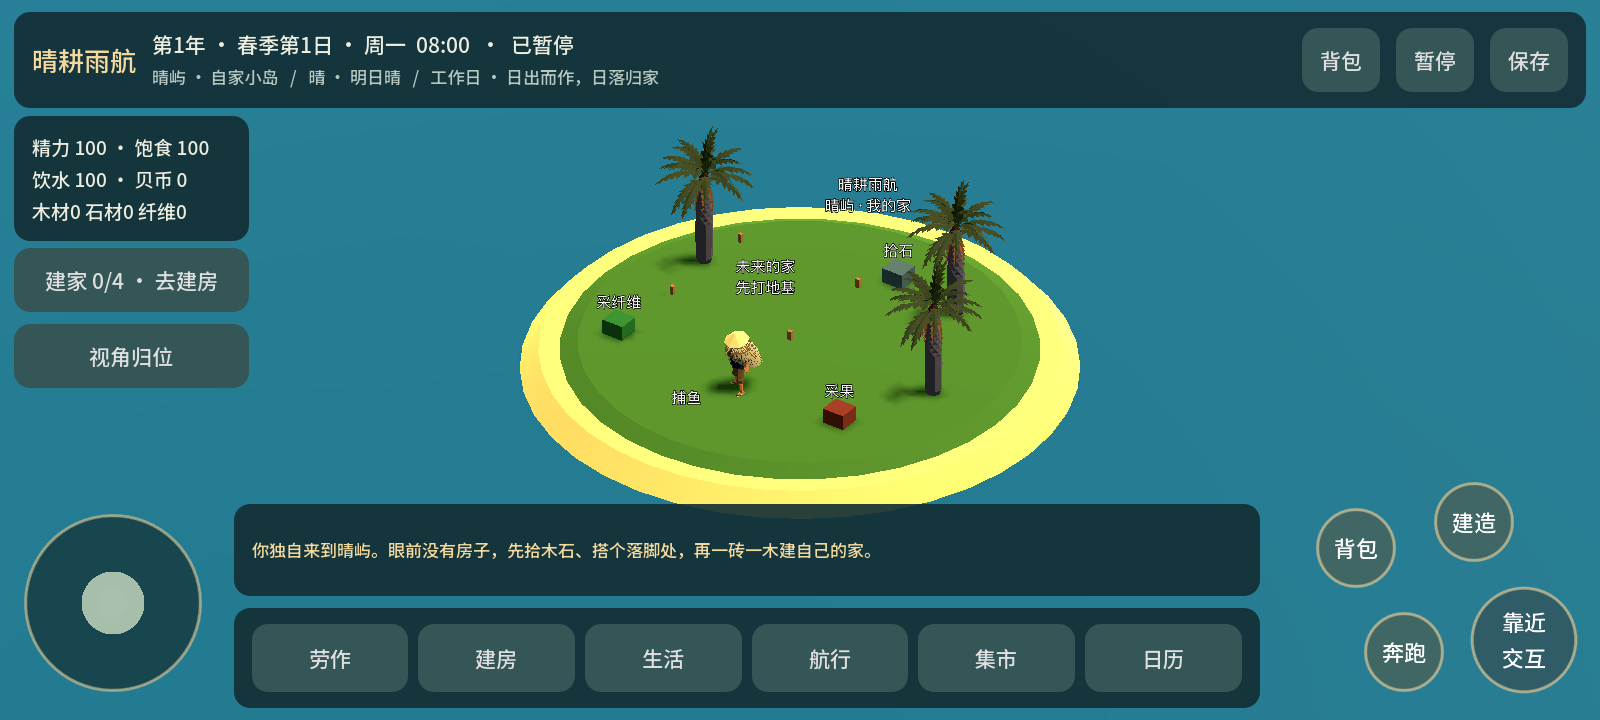 晴耕雨航
第1年 · 春季第1日 · 周一 08:00 · 已暂停
晴屿 · 自家小岛 / 晴 · 明日晴 / 工作日 · 日出而作，日落归家
背包
暂停
保存
精力 100 · 饱食 100
饮水 100 · 贝币 0
木材0 石材0 纤维0
建家 0/4 · 去建房
视角归位
晴耕雨航
晴屿·我的家
拾石
未来的家
先打地基
采纤维
捕鱼
采果
你独自来到晴屿。眼前没有房子，先拾木石、搭个落脚处，再一砖一木建自己的家。
劳作
建房
生活
航行
集市
日历
背包
建造
奔跑
靠近
交互